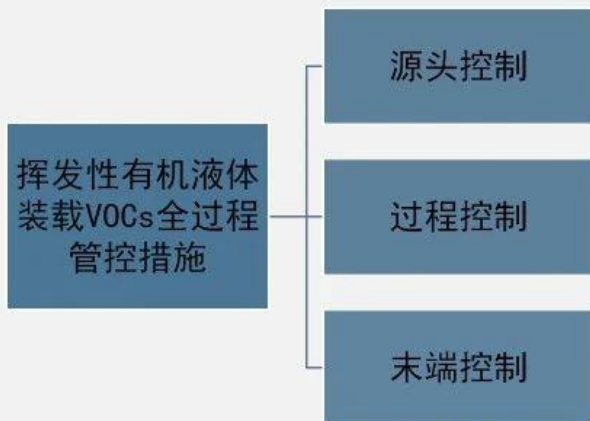 挥发性有机液体
装载VOCs全过程
管控措施
源头控制
过程控制
末端控制